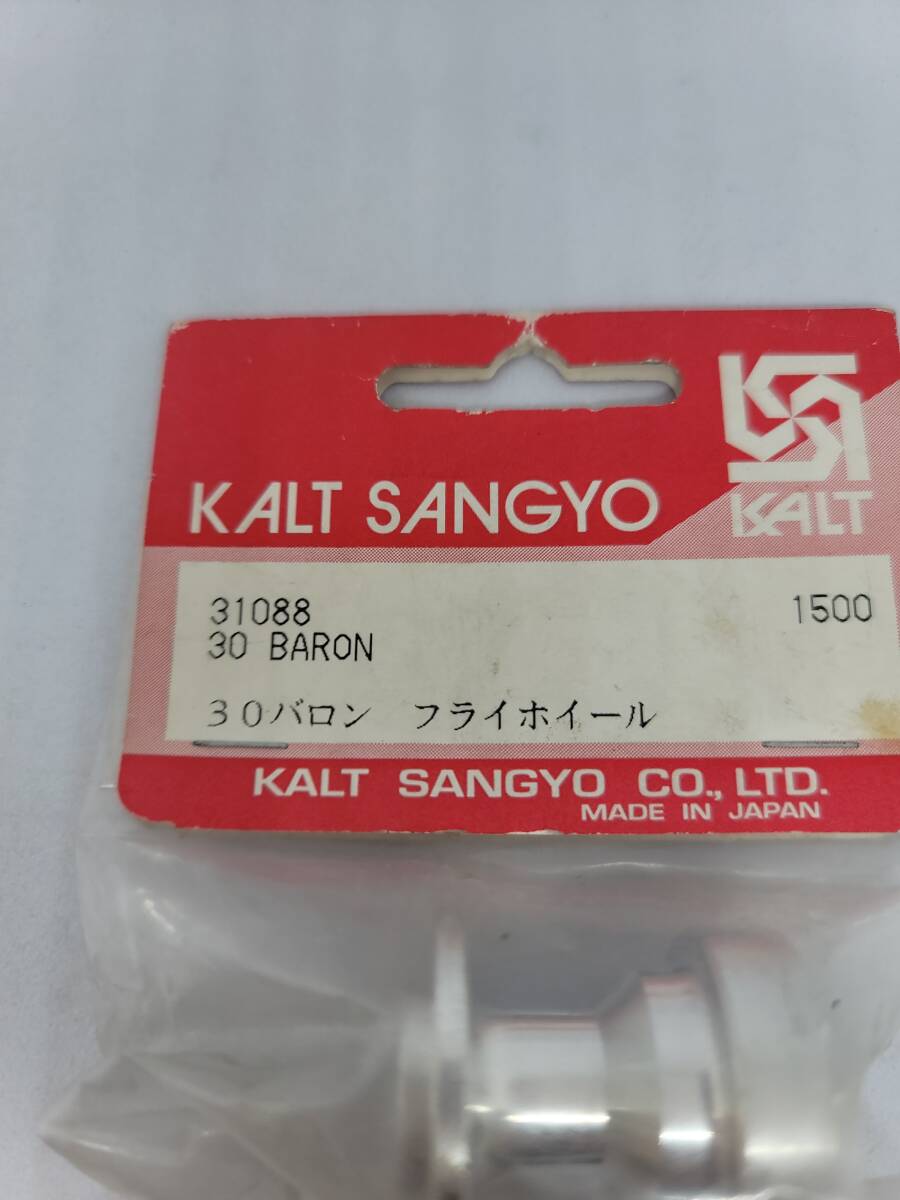 KALT SANGYO
KALT
31088 1500
30 BARON
30バロン フライホイール
KALT SANGYO CO., LTD.
MADE IN JAPAN